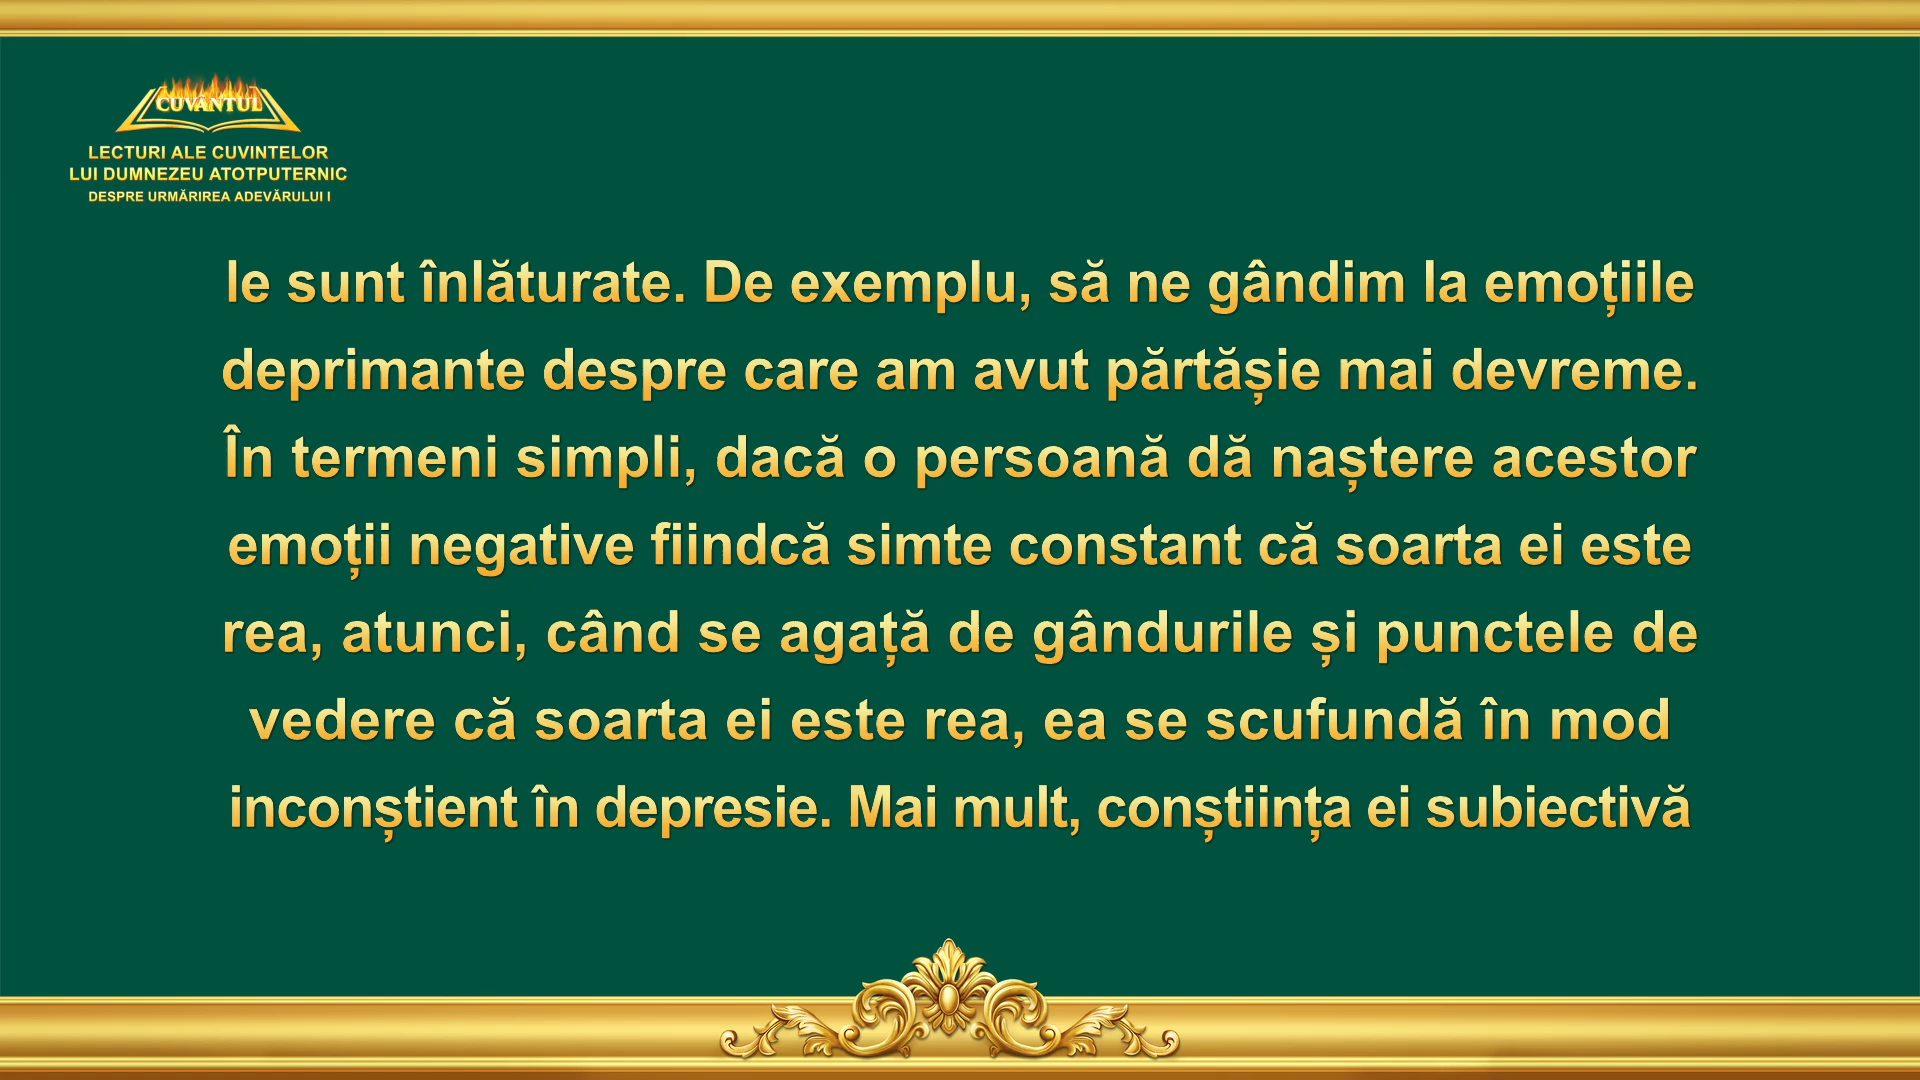 CUVÂNTUL
LECTURI ALE CUVINTELOR
LUI DUMNEZEU ATOTPUTERNIC
DESPRE URMĂRIREA ADEVĂRULUI I
le sunt înlăturate. De exemplu, să ne gândim la emoțiile
deprimante despre care am avut părtășie mai devreme.
În termeni simpli, dacă o persoană dă naștere acestor
emoții negative fiindcă simte constant că soarta ei este
rea, atunci, când se agață de gândurile și punctele de
vedere că soarta ei este rea, ea se scufundă în mod
inconștient în depresie. Mai mult, conștiința ei subiectivă